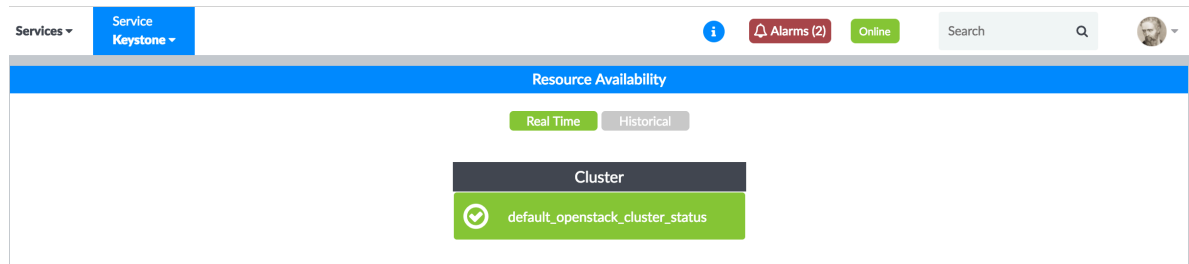 Services
Service
Keystone
i
Alarms (2)
Online
Search
Resource Availability
Real Time
Historical
Cluster
default_openstack_cluster_status